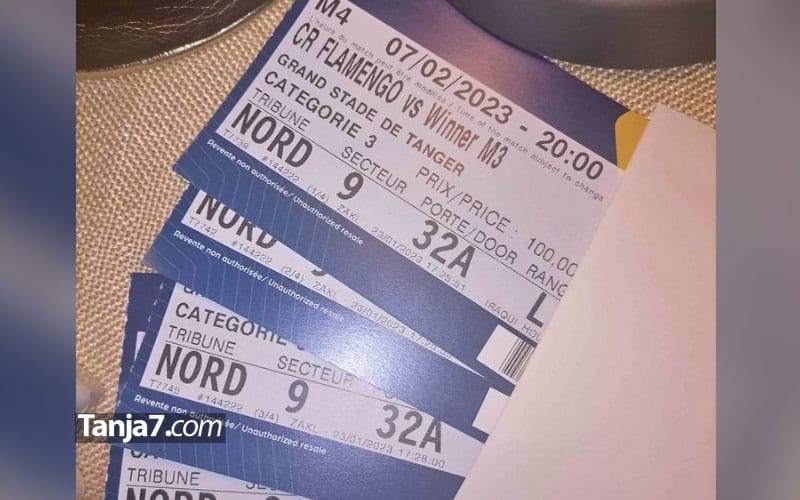 M4
07/02/2023 - 20:00
L'heure du match peut être modifiée / Time of the match subject to change
CR FLAMENGO vs Winner M3
GRAND STADE DE TANGER
CATEGORIE 3
PRIX/PRICE : 100,00
TRIBUNE SECTEUR PORTE/DOOR RANG
NORD 9 32A L
T7739 #144222 (1/4) ZAKI 23/01/2023 17:25:51 IRAQUI
Revente non autorisée/ Unauthorized resale
NORD
T7742 #144222 (2/4) ZAKI 23/01/2023
Revente non autorisée/ Unauthorized resale
CATEGORIE
TRIBUNE SECTEUR
NORD 9 32A
T7745 #144222 (3/4) ZAKI 23/01/2023 17:28:00
Revente non autorisée/ Unauthorized resale
TRIBUNE
NORD
Tanja7.com